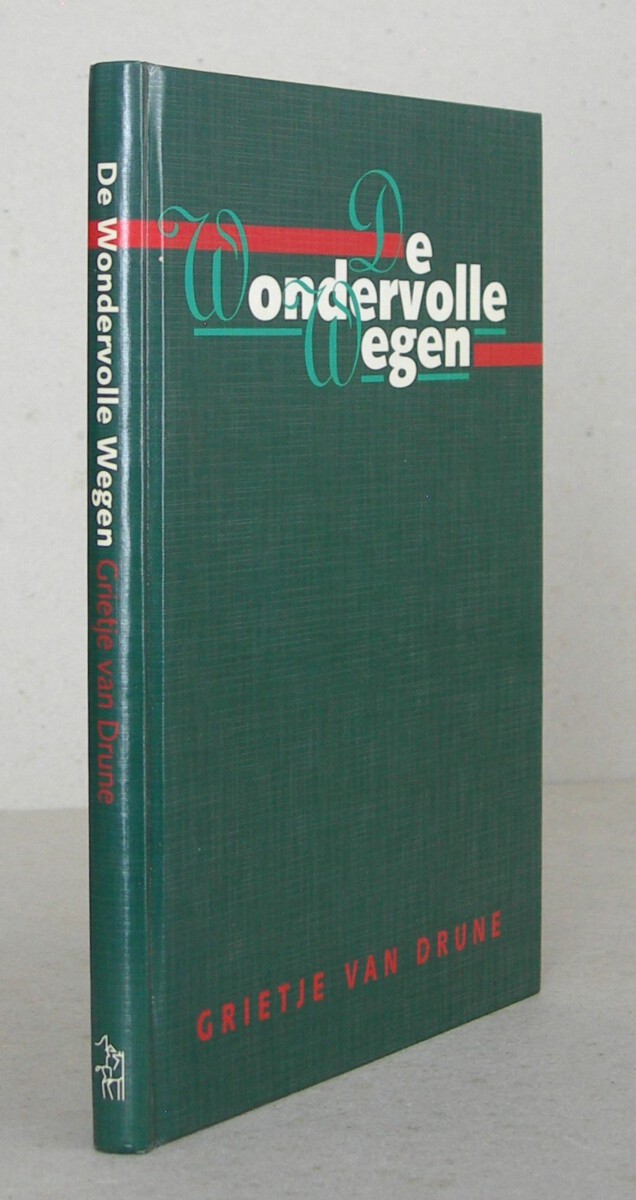 De Wondervolle Wegen Grietje van Drune
De
Wondervolle
Wegen
GRIETJE VAN DRUNE